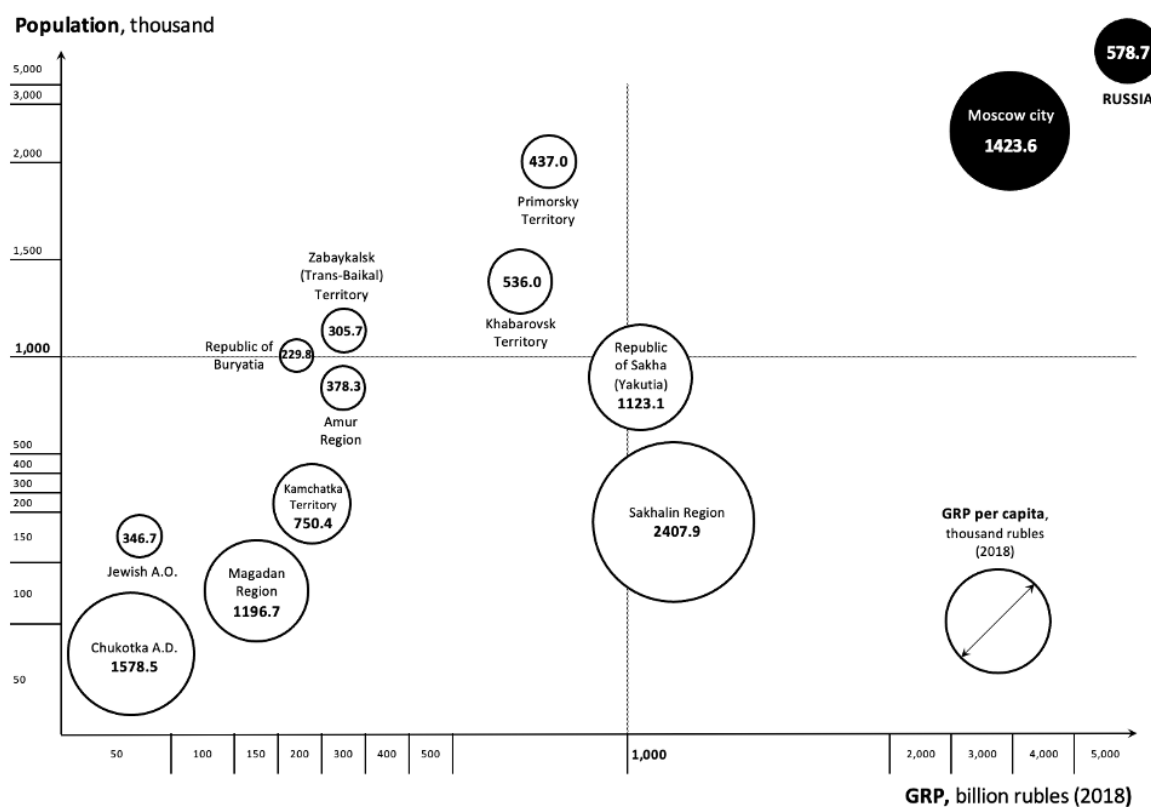 Population, thousand
5,000
3,000
2,000
1,500
1,000
500
400
300
200
150
100
50
578.7
RUSSIA
Moscow city
1423.6
437.0
Primorsky
Territory
536.0
Khabarovsk
Territory
Zabaykalsk
(Trans-Baikal)
Territory
305.7
Republic of
Buryatia
229.8
378.3
Amur
Region
Republic
of Sakha
(Yakutia)
1123.1
Kamchatka
Territory
750.4
Sakhalin Region
2407.9
346.7
Jewish A.O.
Magadan
Region
1196.7
Chukotka A.D.
1578.5
GRP per capita,
thousand rubles
(2018)
50 100 150 200 300 400 500 1,000 2,000 3,000 4,000 5,000
GRP, billion rubles (2018)